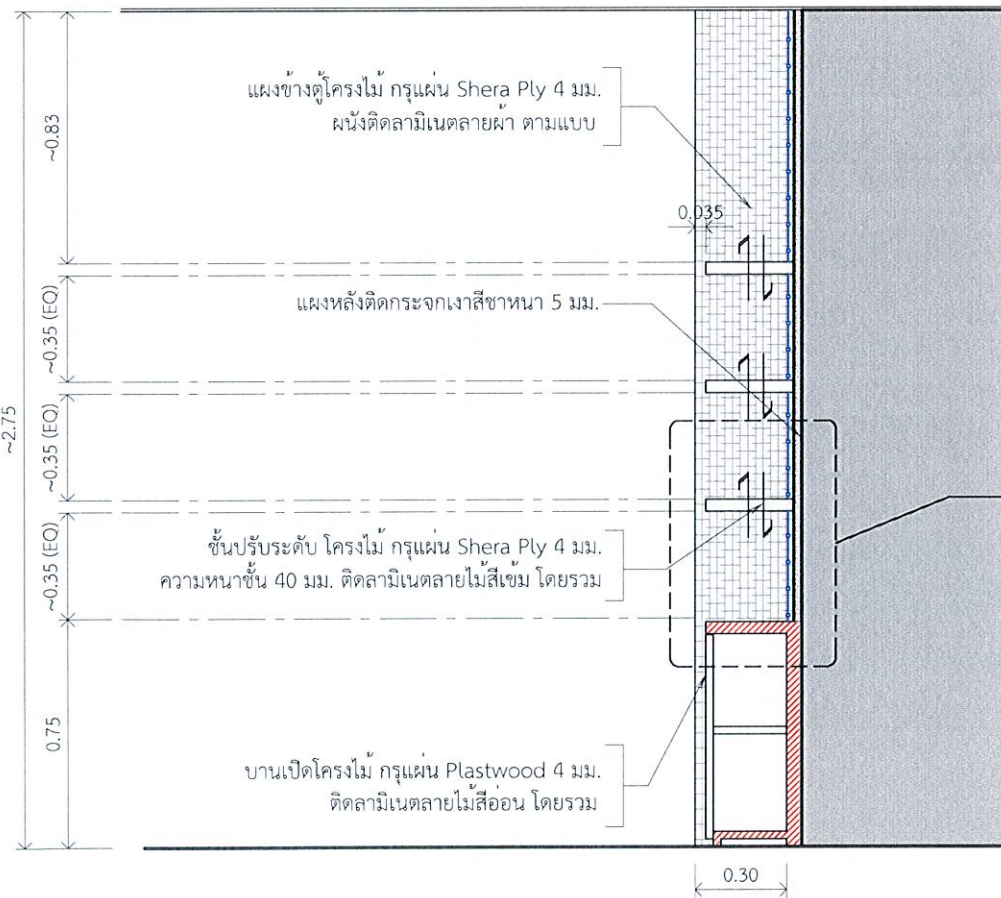 แผงข้างตู้โครงไม้ กรุแผ่น Shera Ply 4 มม.
ผนังติดลามิเนตลายผ้า ตามแบบ
~0.83
0.035
แผงหลังติดกระจกเงาสีชาหนา 5 มม.
~0.35 (EQ)
~2.75
~0.35 (EQ)
~0.35 (EQ)
ชั้นปรับระดับ โครงไม้ กรุแผ่น Shera Ply 4 มม.
ความหนาชั้น 40 มม. ติดลามิเนตลายไม้สีเข้ม โดยรวม
0.75
บานเปิดโครงไม้ กรุแผ่น Plastwood 4 มม.
ติดลามิเนตลายไม้สีอ่อน โดยรวม
0.30